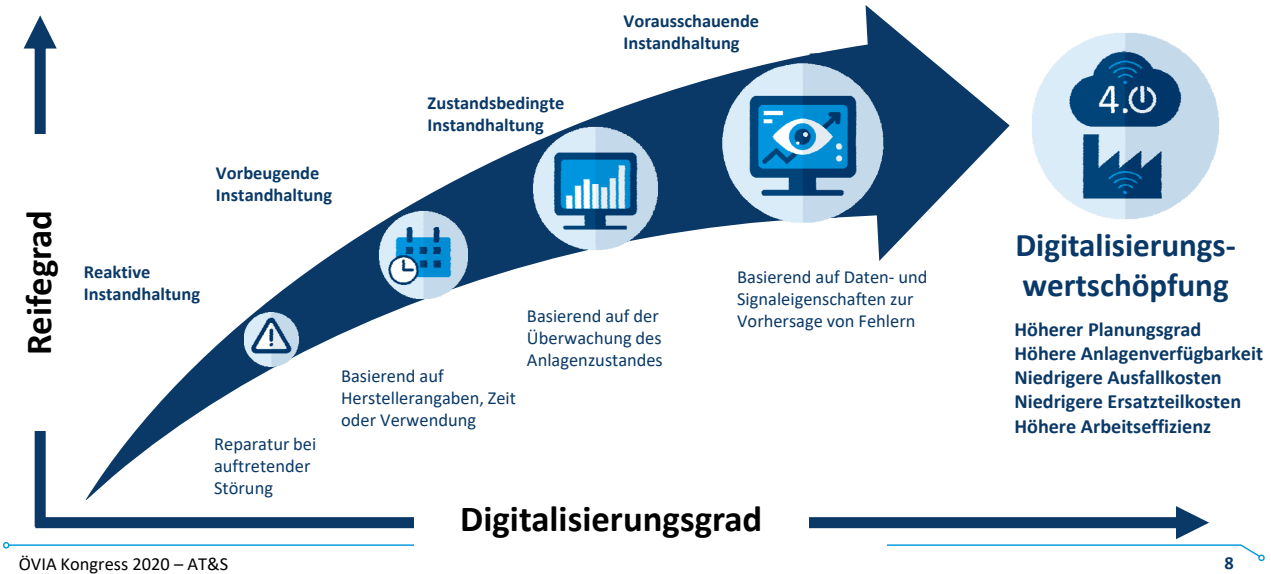 Vorausschauende
Instandhaltung
Zustandsbedingte
Instandhaltung
Vorbeugende
Instandhaltung
Reaktive
Instandhaltung
Reifegrad
4.0
Digitalisierungs-
wertschöpfung
Höherer Planungsgrad
Höhere Anlagenverfügbarkeit
Niedrigere Ausfallkosten
Niedrigere Ersatzteilkosten
Höhere Arbeitseffizienz
Basierend auf Daten- und
Signaleigenschaften zur
Vorhersage von Fehlern
Basierend auf der
Überwachung des
Anlagenzustandes
Basierend auf
Herstellerangaben, Zeit
oder Verwendung
Reparatur bei
auftretender
Störung
Digitalisierungsgrad
ÖVIA Kongress 2020 – AT&S
8